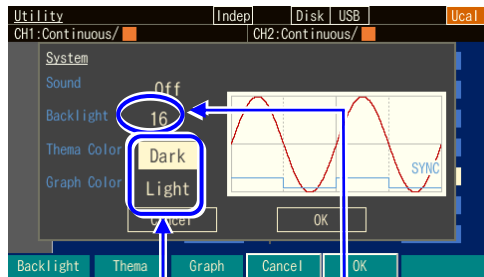 Utility Indep Disk USB Ucal
CH1:Continuous/ CH2:Continuous/
System
Sound Off
Backlight 16
Thema Color Dark
Graph Color Light
SYNC
Cancel OK
Backlight Thema Graph Cancel OK